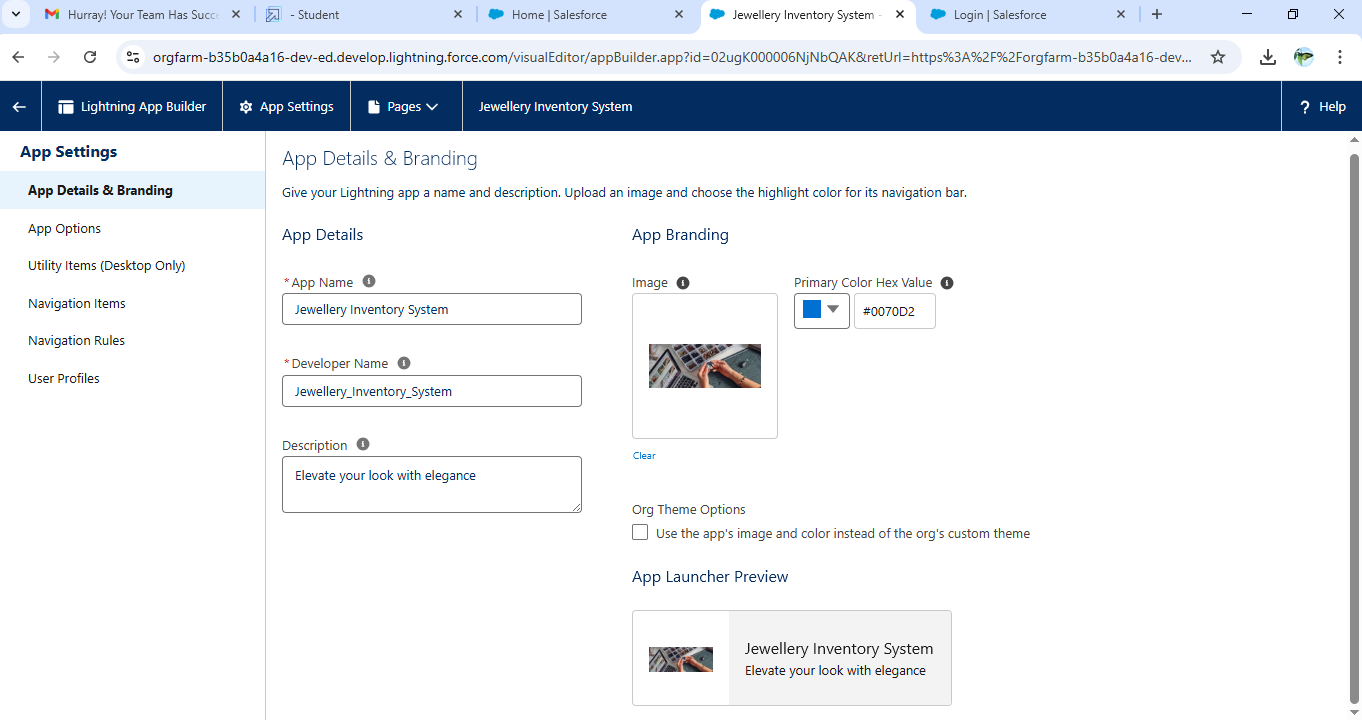 Hurray! Your Team Has Succe
- Student
Home | Salesforce
Jewellery Inventory System -
Login | Salesforce
orgfarm-b35b0a4a16-dev-ed.develop.lightning.force.com/visualEditor/appBuilder.app?id=02ugK000006NjNbQAK&retUrl=https%3A%2F%2Forgfarm-b35b0a4a16-dev...
Lightning App Builder
App Settings
Pages
Jewellery Inventory System
? Help
App Settings
App Details & Branding
App Options
Utility Items (Desktop Only)
Navigation Items
Navigation Rules
User Profiles
App Details & Branding
Give your Lightning app a name and description. Upload an image and choose the highlight color for its navigation bar.
App Details
*App Name
Jewellery Inventory System
*Developer Name
Jewellery_Inventory_System
Description
Elevate your look with elegance
App Branding
Image
Primary Color Hex Value
#0070D2
Clear
Org Theme Options
Use the app's image and color instead of the org's custom theme
App Launcher Preview
Jewellery Inventory System
Elevate your look with elegance